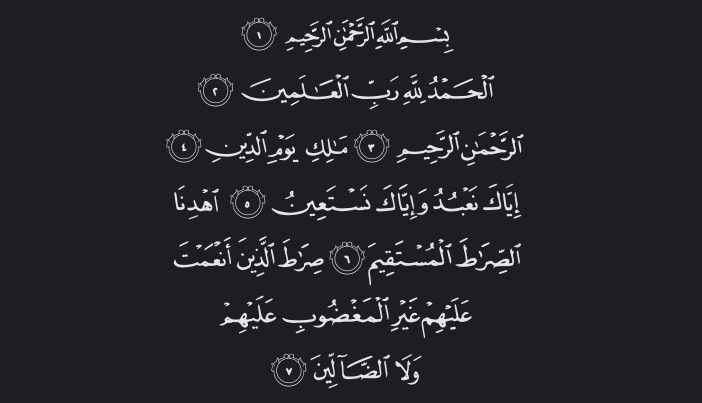 بِسْمِ ٱللَّهِ ٱلرَّحْمَٰنِ ٱلرَّحِيمِ ١
ٱلْحَمْدُ لِلَّهِ رَبِّ ٱلْعَٰلَمِينَ ٢
ٱلرَّحْمَٰنِ ٱلرَّحِيمِ ٣ مَٰلِكِ يَوْمِ ٱلدِّينِ ٤
إِيَّاكَ نَعْبُدُ وَإِيَّاكَ نَسْتَعِينُ ٥ ٱهْدِنَا
ٱلصِّرَٰطَ ٱلْمُسْتَقِيمَ ٦ صِرَٰطَ ٱلَّذِينَ أَنْعَمْتَ
عَلَيْهِمْ غَيْرِ ٱلْمَغْضُوبِ عَلَيْهِمْ
وَلَا ٱلضَّآلِّينَ ٧